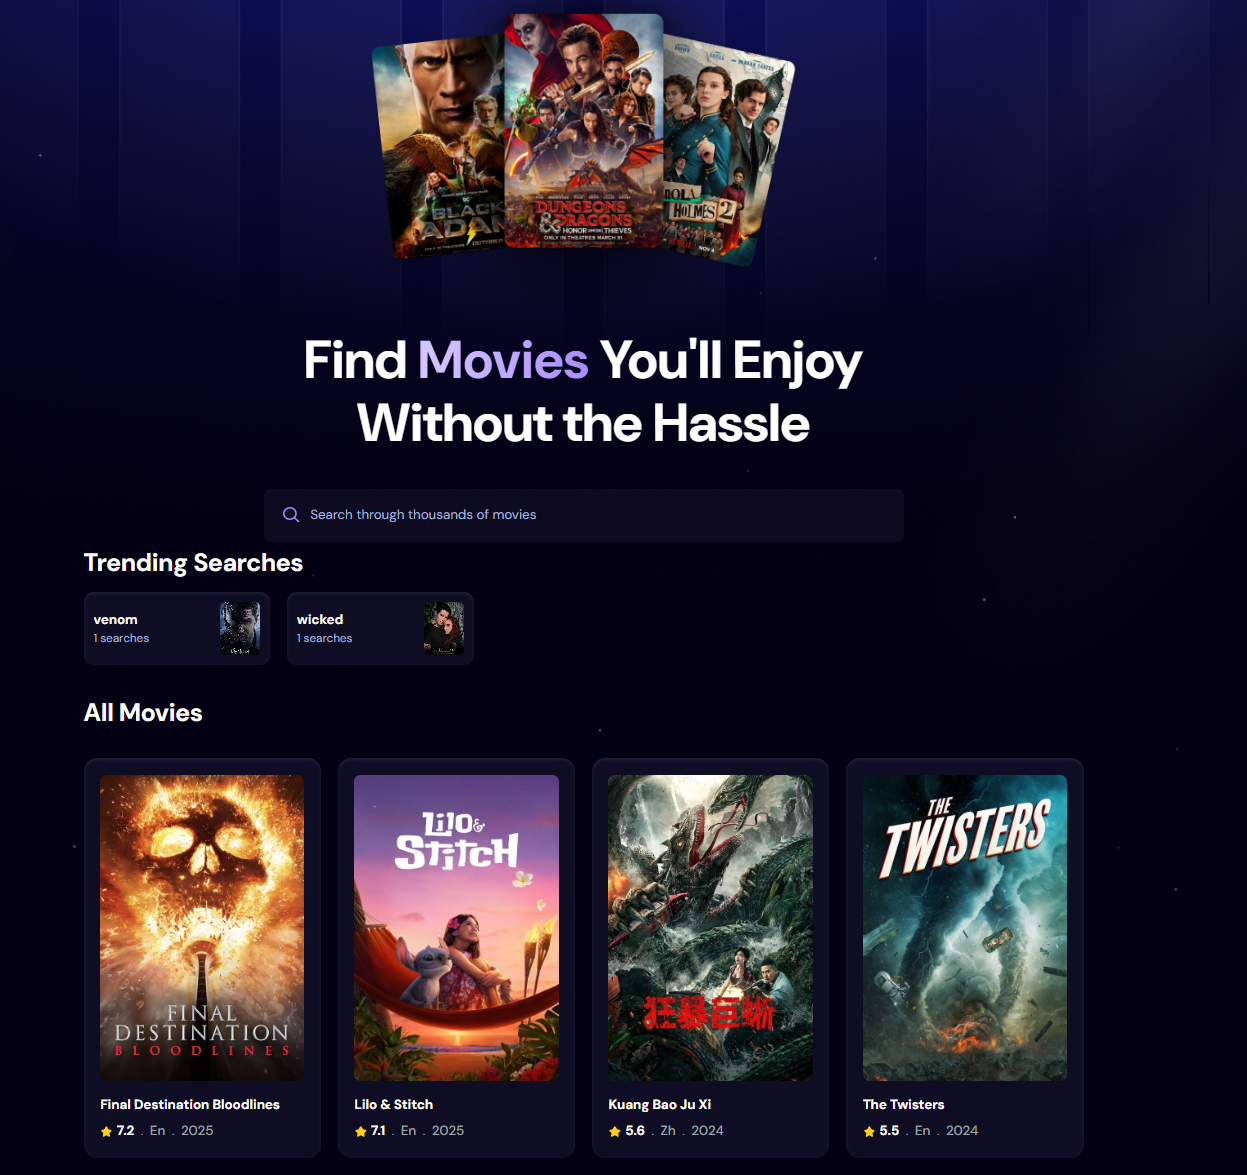 BLACK
ADAM
DC
DUNGEONS
& DRAGONS
HONOR AMONG THIEVES
ONLY IN THEATRES MARCH 31
HOLMES 2
NOV 4
Find Movies You'll Enjoy
Without the Hassle
Search through thousands of movies
Trending Searches
venom
1 searches
wicked
1 searches
All Movies
FINAL
DESTINATION
BLOODLINES
Lilo &
Stitch
狂暴巨蜥
THE
TWISTERS
Final Destination Bloodlines
7.2 . En . 2025
Lilo & Stitch
7.1 . En . 2025
Kuang Bao Ju Xi
5.6 . Zh . 2024
The Twisters
5.5 . En . 2024